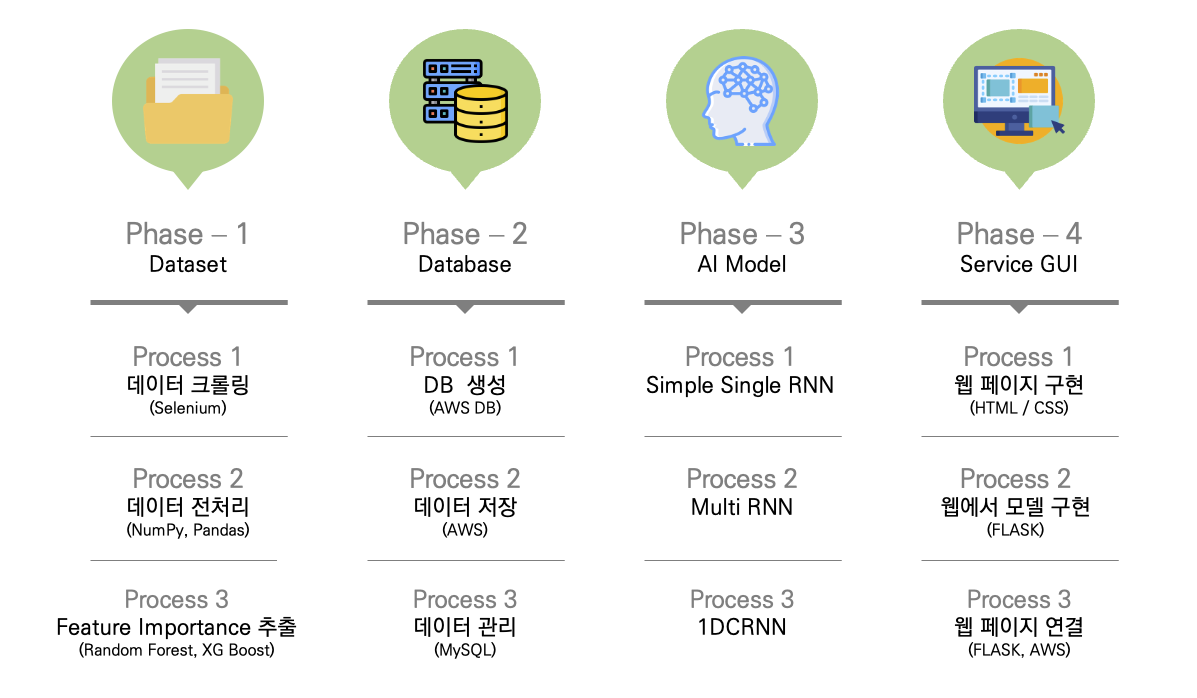 Phase – 1
Dataset
Process 1
데이터 크롤링
(Selenium)
Process 2
데이터 전처리
(NumPy, Pandas)
Process 3
Feature Importance 추출
(Random Forest, XG Boost)
Phase – 2
Database
Process 1
DB 생성
(AWS DB)
Process 2
데이터 저장
(AWS)
Process 3
데이터 관리
(MySQL)
Phase – 3
AI Model
Process 1
Simple Single RNN
Process 2
Multi RNN
Process 3
1DCRNN
Phase – 4
Service GUI
Process 1
웹 페이지 구현
(HTML / CSS)
Process 2
웹에서 모델 구현
(FLASK)
Process 3
웹 페이지 연결
(FLASK, AWS)